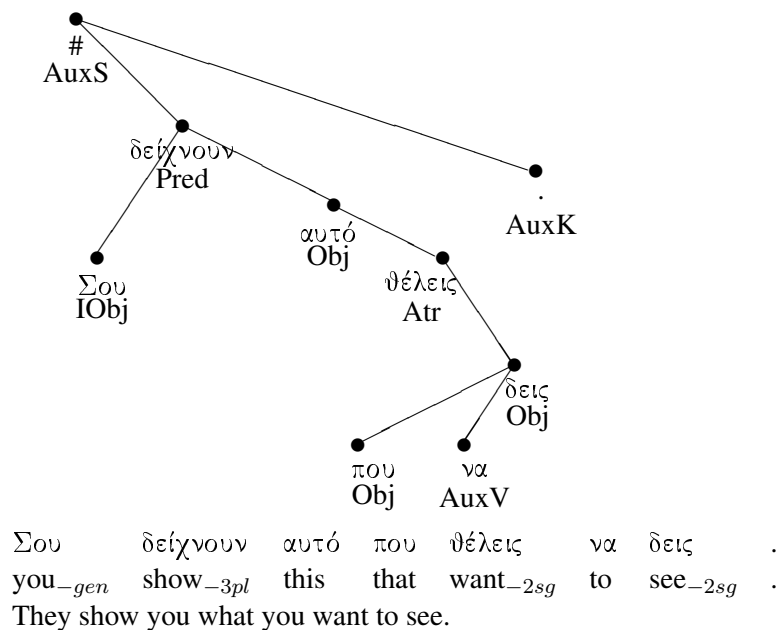 #
AuxS
δείχνουν
Pred
.
AuxK
αυτό
Obj
Σου
IObj
θέλεις
Atr
δεις
Obj
που
Obj
να
AuxV
Σου δείχνουν αυτό που θέλεις να δεις .
you−gen show−3pl this that want−2sg to see−2sg .
They show you what you want to see.